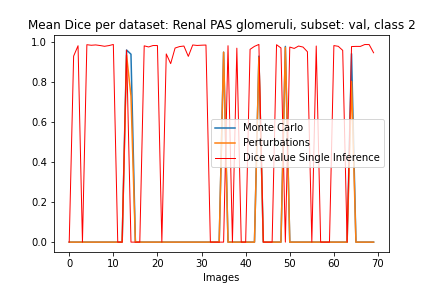 Mean Dice per dataset: Renal PAS glomeruli, subset: val, class 2
1.0
0.8
0.6
0.4
0.2
0.0
Monte Carlo
Perturbations
Dice value Single Inference
0 10 20 30 40 50 60 70
Images